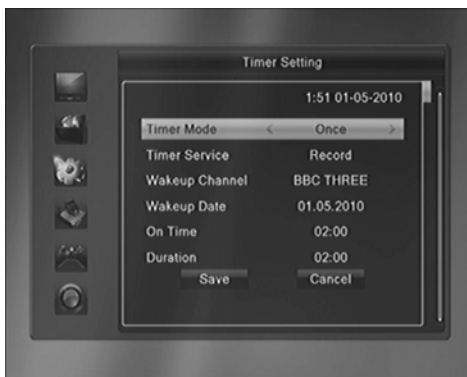 Timer Setting
1:51 01-05-2010
Timer Mode < Once >
Timer Service Record
Wakeup Channel BBC THREE
Wakeup Date 01.05.2010
On Time 02:00
Duration 02:00
Save Cancel